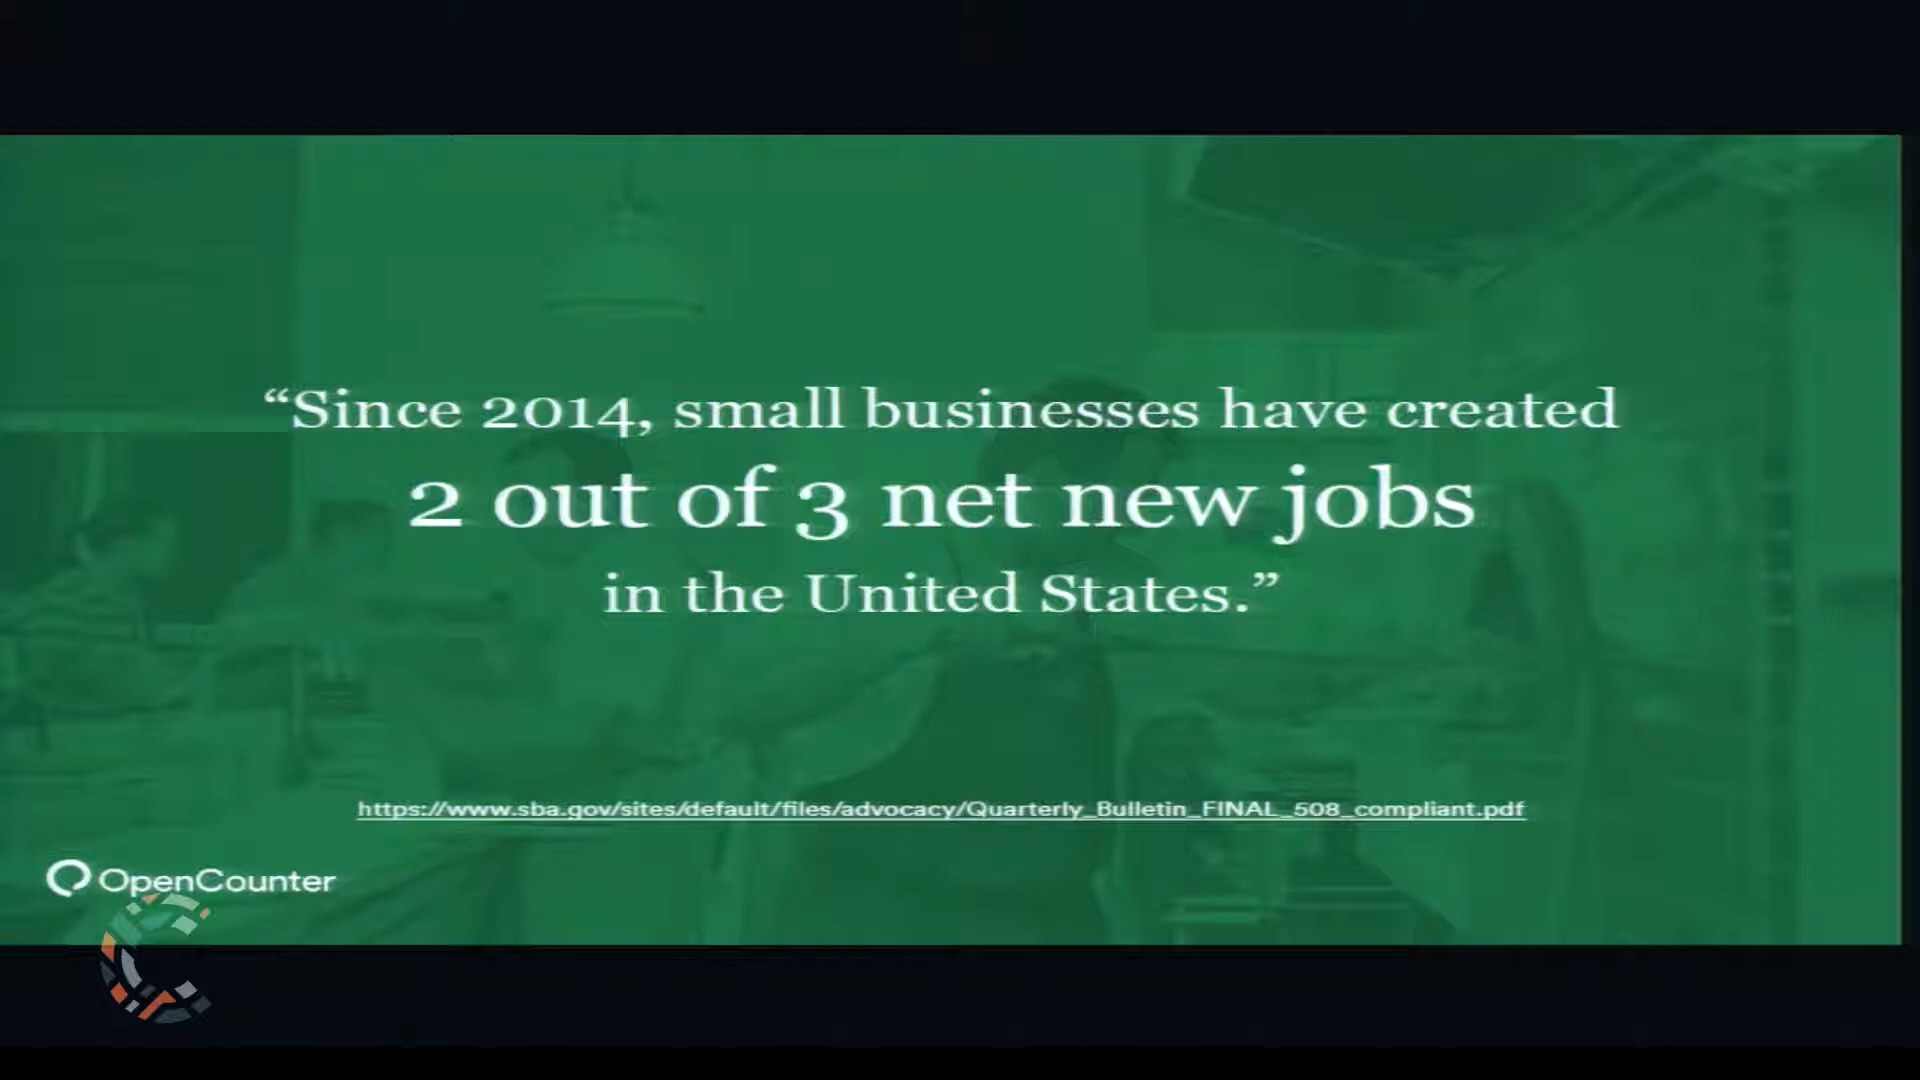 “Since 2014, small businesses have created
2 out of 3 net new jobs
in the United States.”
https://www.sba.gov/sites/default/files/advocacy/Quarterly_Bulletin_FINAL_508_compliant.pdf
OpenCounter